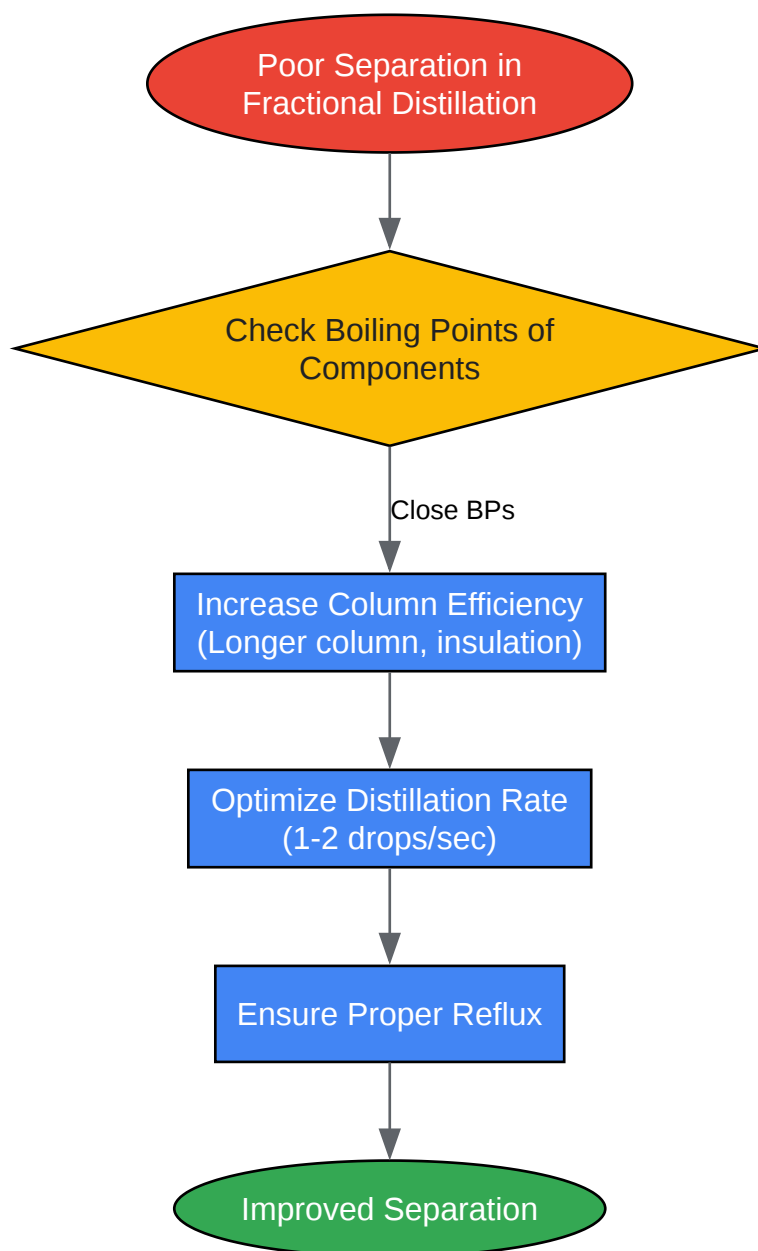 Poor Separation in
Fractional Distillation
Check Boiling Points of
Components
Close BPs
Increase Column Efficiency
(Longer column, insulation)
Optimize Distillation Rate
(1-2 drops/sec)
Ensure Proper Reflux
Improved Separation